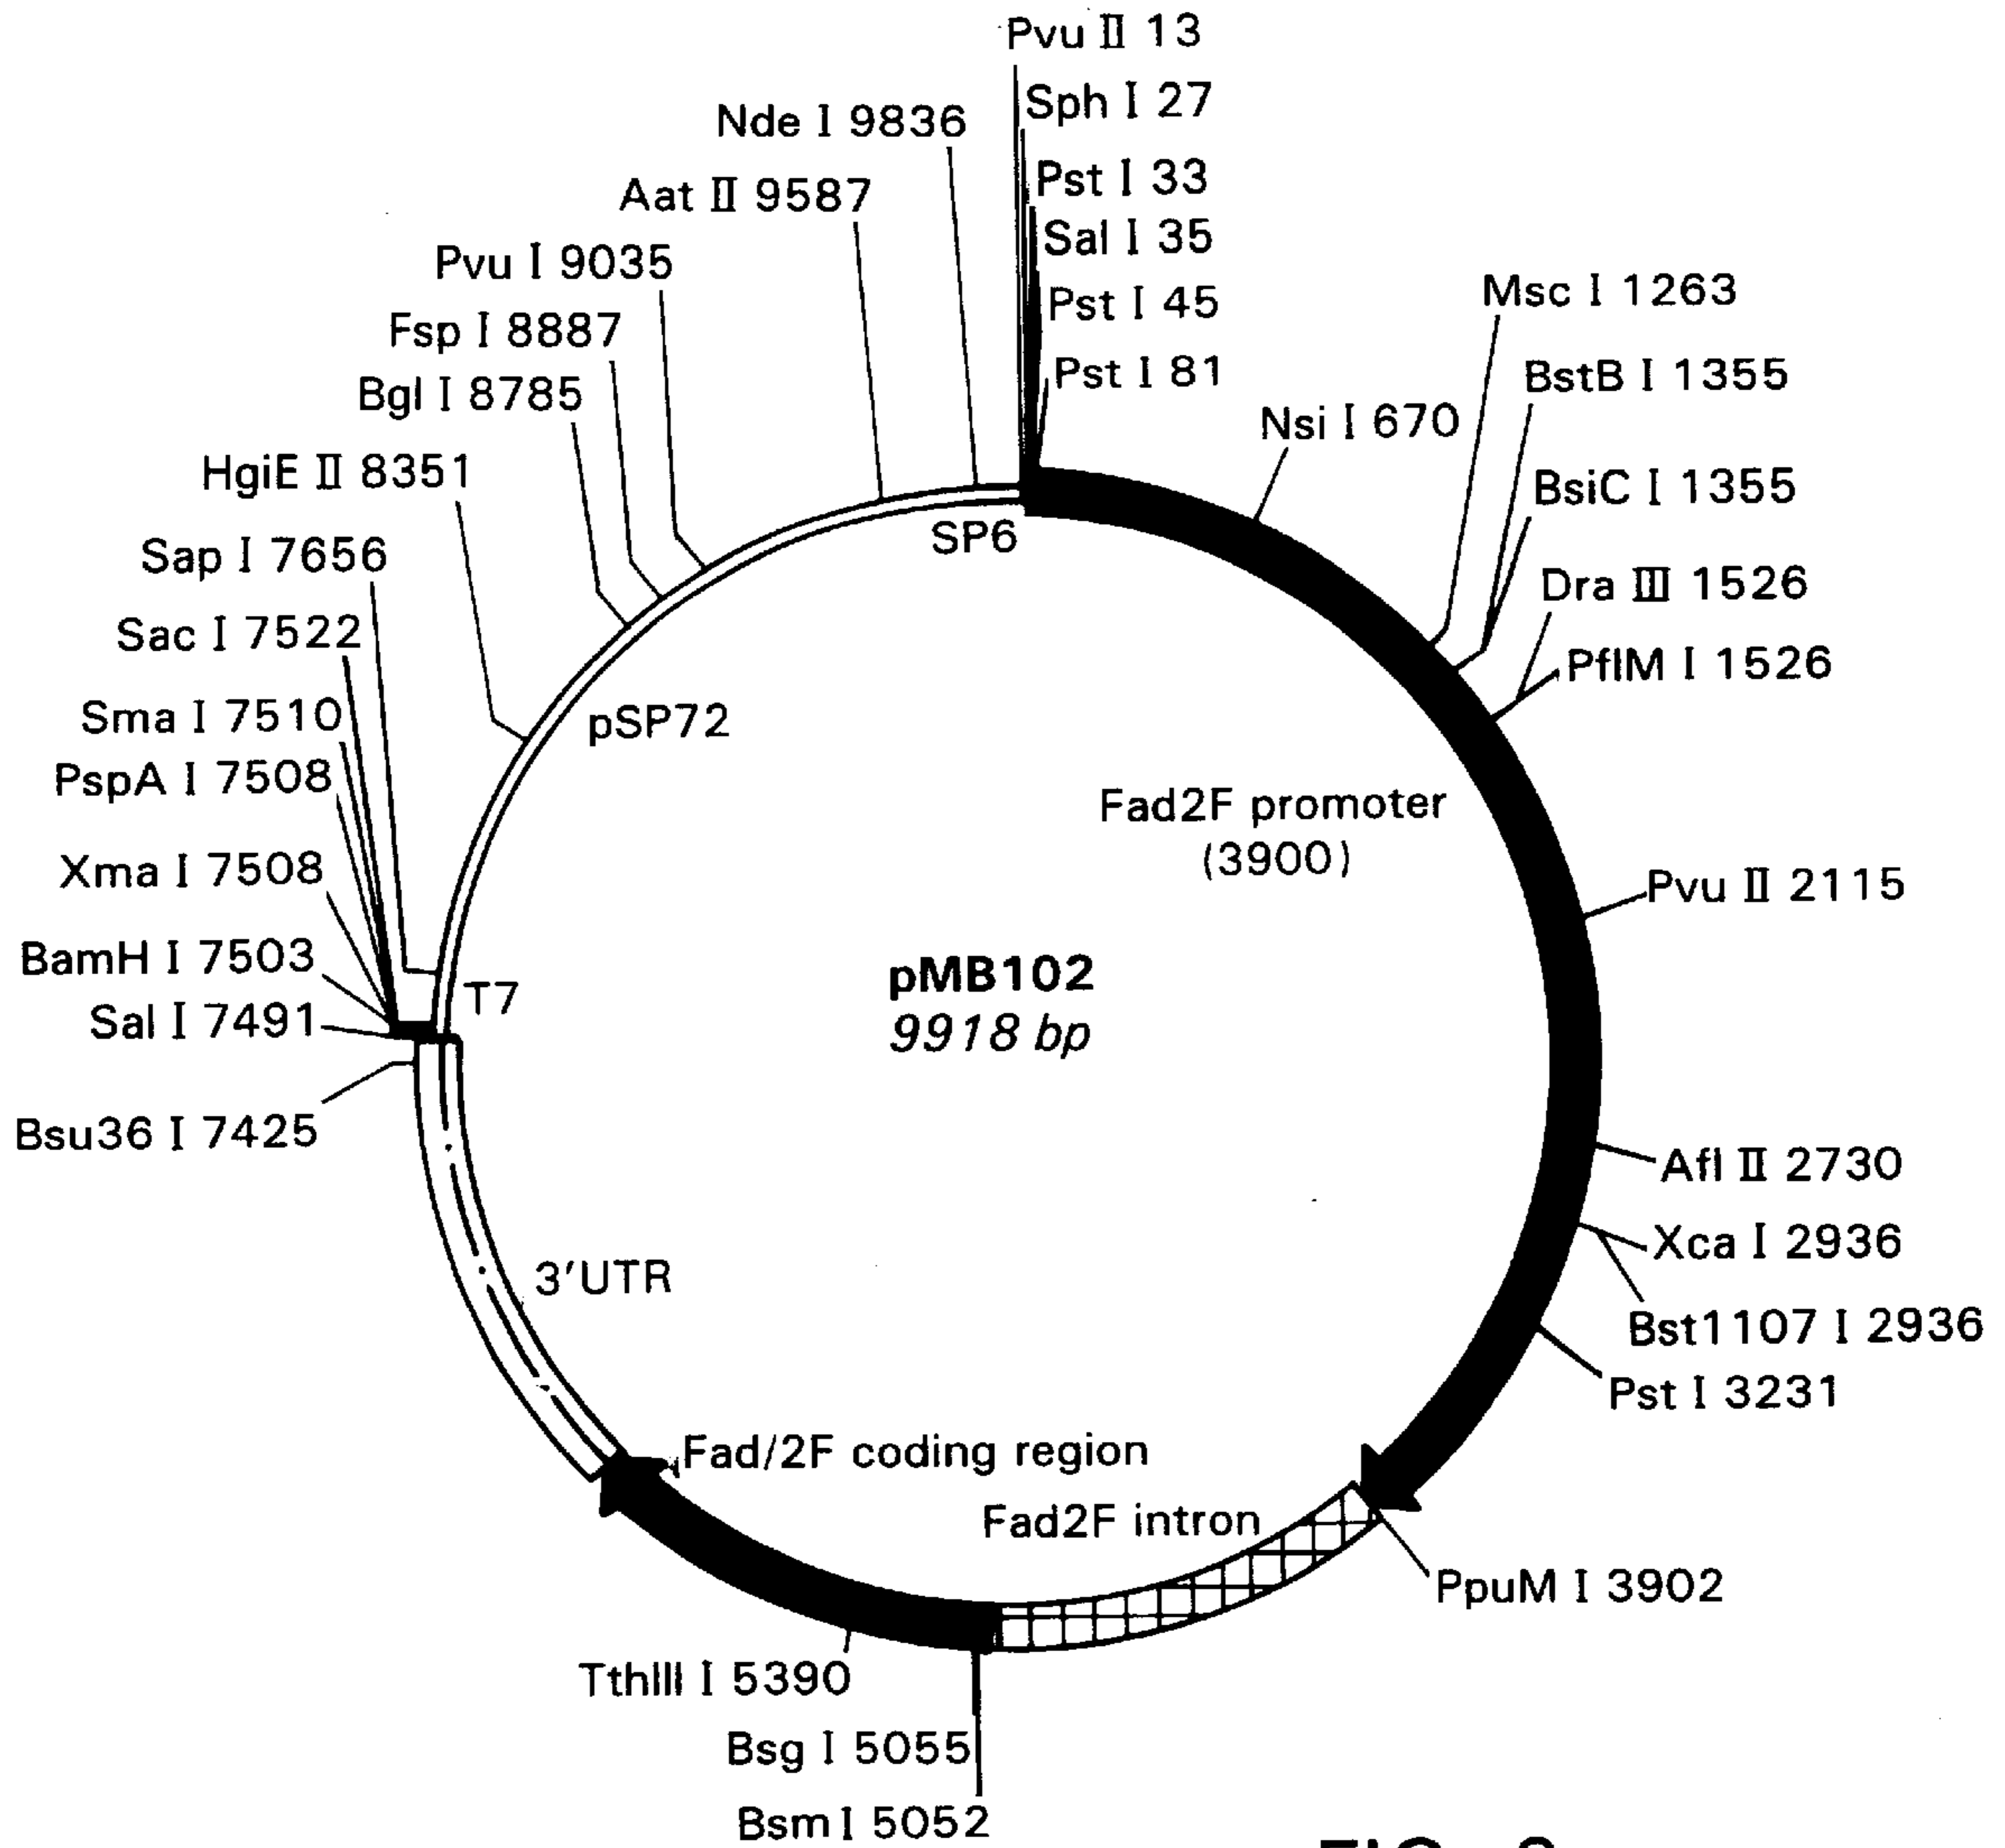 Pvu II 13
Sph I 27
Nde I 9836
Pst I 33
Aat II 9587
Sal I 35
Pvu I 9035
Msc I 1263
Pst I 45
Fsp I 8887
BstB I 1355
Pst I 81
Bgl I 8785
Nsi I 670
HgiE II 8351
BsiC I 1355
SP6
Sap I 7656
Dra III 1526
Sac I 7522
PflM I 1526
Sma I 7510
pSP72
PspA I 7508
Fad2F promoter
(3900)
Xma I 7508
Pvu II 2115
BamH I 7503
pMB102
T7
Sal I 7491
9918 bp
Bsu36 I 7425
Afl II 2730
Xca I 2936
3'UTR
Bst1107 I 2936
Pst I 3231
Fad/2F coding region
Fad2F intron
PpuM I 3902
TthIII I 5390
Bsg I 5055
Bsm I 5052